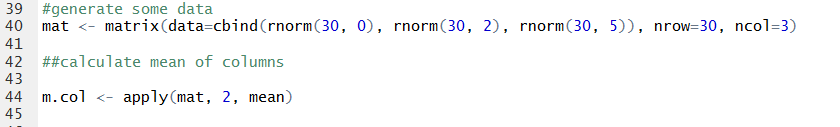 39 #generate some data
40 mat <- matrix(data=cbind(rnorm(30, 0), rnorm(30, 2), rnorm(30, 5)), nrow=30, ncol=3)
41
42 ##calculate mean of columns
43
44 m.col <- apply(mat, 2, mean)
45